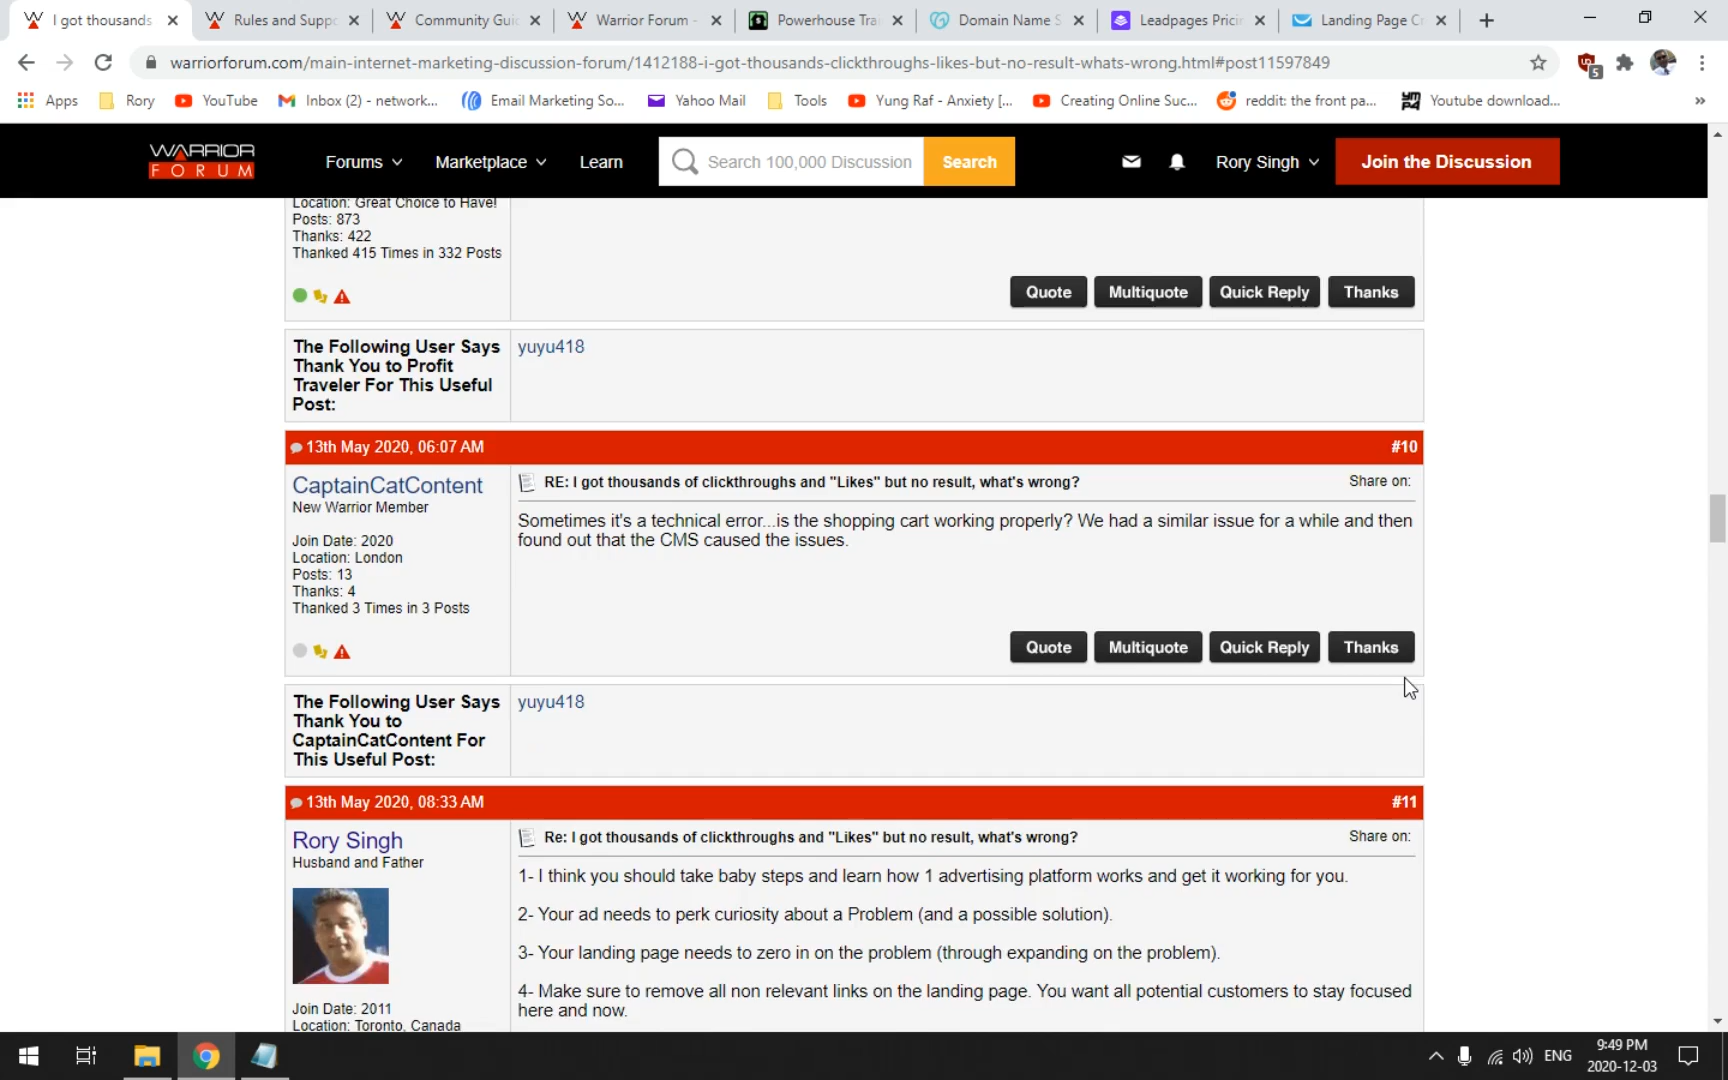 I got thousands
Rules and Suppo
Community Gui
Warrior Forum -
Powerhouse Tra
Domain Name S
Leadpages Prici
Landing Page C
warriorforum.com/main-internet-marketing-discussion-forum/1412188-i-got-thousands-clickthroughs-likes-but-no-result-whats-wrong.html#post11597849
5
Apps
Rory
YouTube
Inbox (2) - network...
Email Marketing So...
Yahoo Mail
Tools
Yung Raf - Anxiety [...
Creating Online Suc...
reddit: the front pa...
Youtube download...
WARRIOR
FORUM
Forums
Marketplace
Learn
Search 100,000 Discussion
Search
Rory Singh
Join the Discussion
Location: Great Choice to Have!
Posts: 873
Thanks: 422
Thanked 415 Times in 332 Posts
Quote
Multiquote
Quick Reply
Thanks
The Following User Says
Thank You to Profit
Traveler For This Useful
Post:
yuyu418
13th May 2020, 06:07 AM
#10
CaptainCatContent
New Warrior Member
Join Date: 2020
Location: London
Posts: 13
Thanks: 4
Thanked 3 Times in 3 Posts
RE: I got thousands of clickthroughs and "Likes" but no result, what's wrong?
Share on:
Sometimes it's a technical error...is the shopping cart working properly? We had a similar issue for a while and then
found out that the CMS caused the issues.
Quote
Multiquote
Quick Reply
Thanks
The Following User Says
Thank You to
CaptainCatContent For
This Useful Post:
yuyu418
13th May 2020, 08:33 AM
#11
Rory Singh
Husband and Father
Join Date: 2011
Location: Toronto, Canada
Re: I got thousands of clickthroughs and "Likes" but no result, what's wrong?
Share on:
1- I think you should take baby steps and learn how 1 advertising platform works and get it working for you.
2- Your ad needs to perk curiosity about a Problem (and a possible solution).
3- Your landing page needs to zero in on the problem (through expanding on the problem).
4- Make sure to remove all non relevant links on the landing page. You want all potential customers to stay focused
here and now.
ENG
9:49 PM
2020-12-03